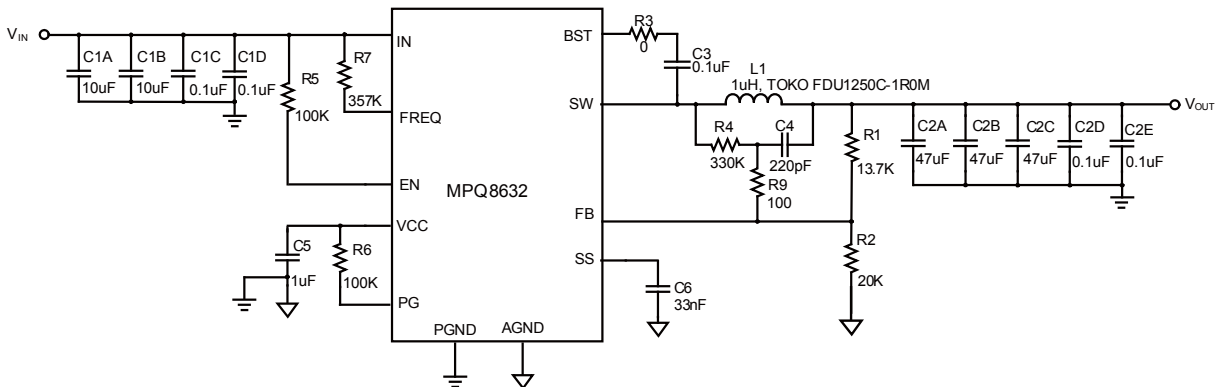 VIN
C1A
10uF
C1B
10uF
C1C
0.1uF
C1D
0.1uF
R5
100K
R7
357K
IN
FREQ
EN
VCC
PG
PGND
AGND
MPQ8632
BST
SW
FB
SS
C5
1uF
R6
100K
R3
0
C3
0.1uF
L1
1uH, TOKO FDU1250C-1R0M
R4
330K
C4
220pF
R9
100
R1
13.7K
R2
20K
C6
33nF
C2A
47uF
C2B
47uF
C2C
47uF
C2D
0.1uF
C2E
0.1uF
VOUT